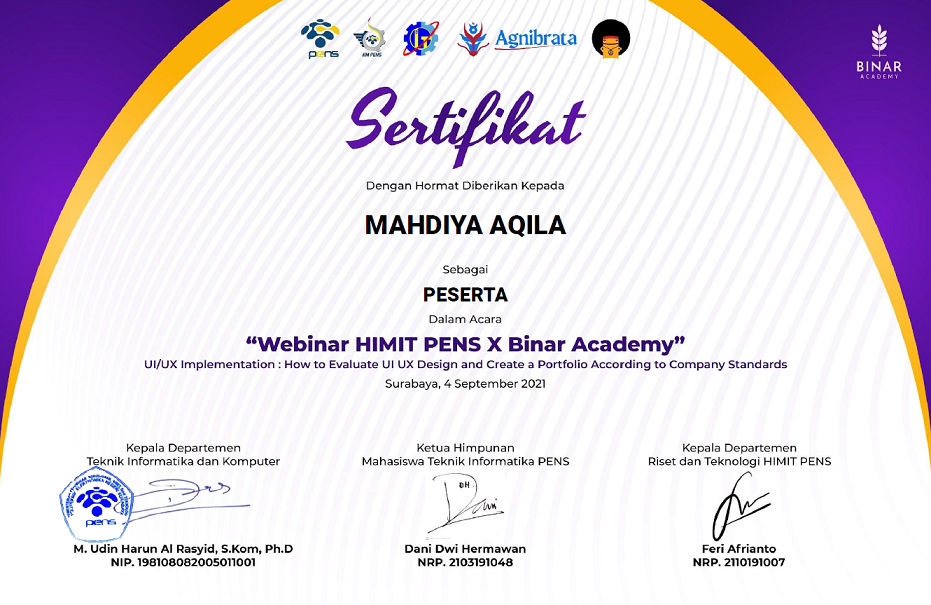 pens
HM PENS
Agnibrata
BINAR
ACADEMY
Sertifikat
Dengan Hormat Diberikan Kepada
MAHDIYA AQILA
Sebagai
PESERTA
Dalam Acara
“Webinar HIMIT PENS X Binar Academy”
UI/UX Implementation : How to Evaluate UI UX Design and Create a Portfolio According to Company Standards
Surabaya, 4 September 2021
Kepala Departemen
Teknik Informatika dan Komputer
pens
M. Udin Harun Al Rasyid, S.Kom, Ph.D
NIP. 198108082005011001
Ketua Himpunan
Mahasiswa Teknik Informatika PENS
DH
Dani Dwi Hermawan
NRP. 2103191048
Kepala Departemen
Riset dan Teknologi HIMIT PENS
Feri Afrianto
NRP. 2110191007